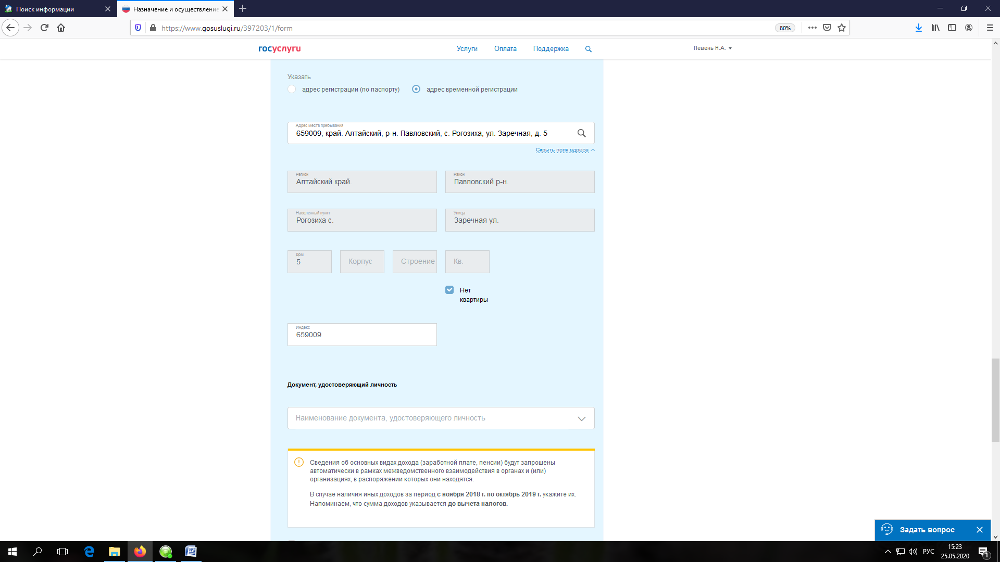 Поиск информации
Назначение и осуществление
https://www.gosuslugi.ru/397203/1/form
80%
госуслуги
Услуги
Оплата
Поддержка
Певень Н.А.
Указать
адрес регистрации (по паспорту)
адрес временной регистрации
Адрес места пребывания
659009, край. Алтайский, р-н. Павловский, с. Рогозиха, ул. Заречная, д. 5
Скрыть поля адреса
Регион
Алтайский край.
Район
Павловский р-н.
Населенный пункт
Рогозиха с.
Улица
Заречная ул.
Дом
5
Корпус
Строение
Кв.
Нет
квартиры
Индекс
659009
Документ, удостоверяющий личность
Наименование документа, удостоверяющего личность
Сведения об основных видах дохода (заработной плате, пенсии) будут запрошены
автоматически в рамках межведомственного взаимодействия в органах и (или)
организациях, в распоряжении которых они находятся.
В случае наличия иных доходов за период с ноября 2018 г. по октябрь 2019 г. укажите их.
Напоминаем, что сумма доходов указывается до вычета налогов.
Задать вопрос
РУС
15:23
25.05.2020
1